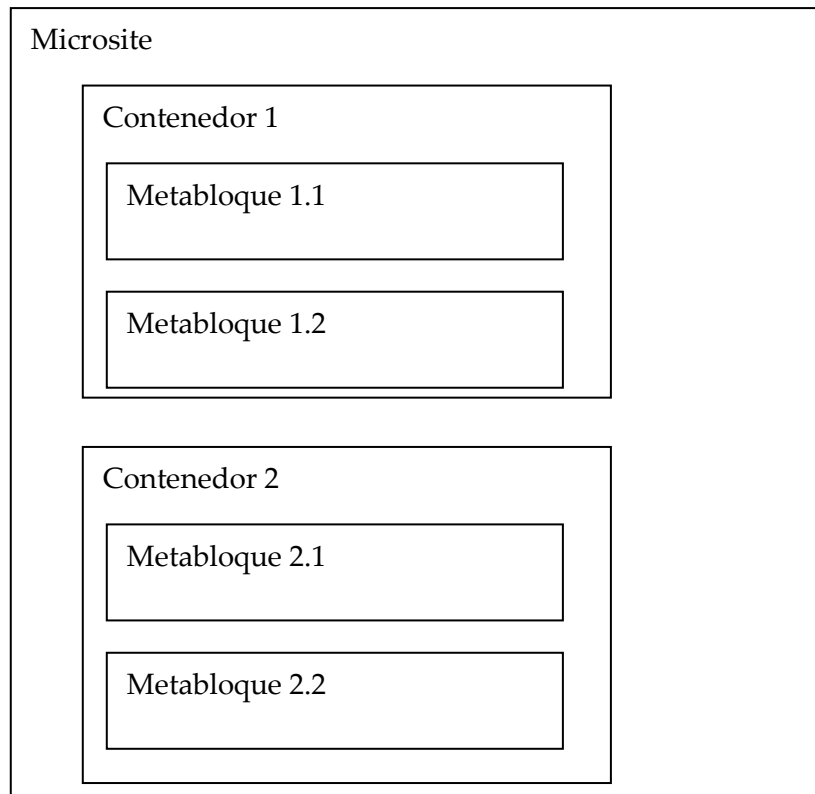 Microsite
Contenedor 1
Metabloque 1.1
Metabloque 1.2
Contenedor 2
Metabloque 2.1
Metabloque 2.2